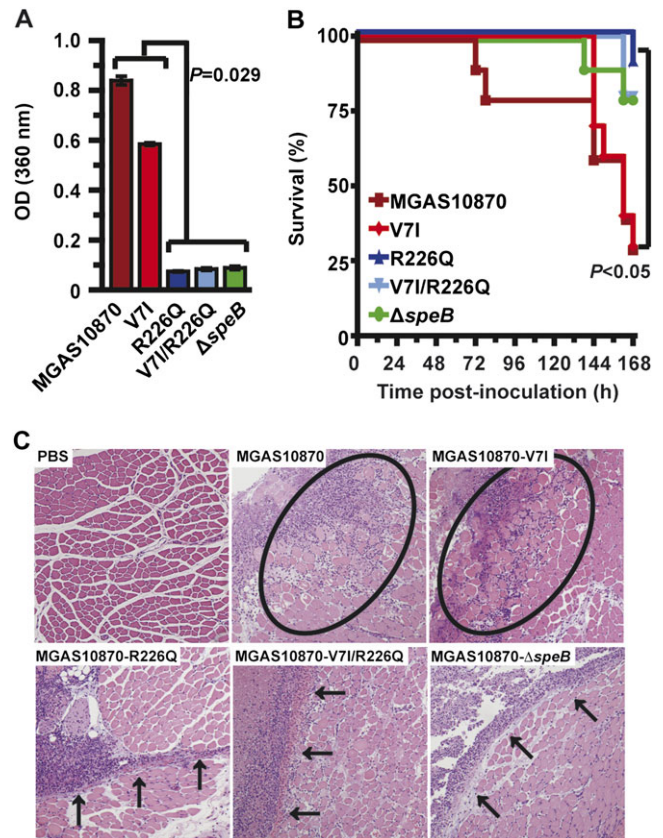 A
1.0
0.8
0.6
0.4
0.2
0
OD (360 nm)
P=0.029
MGAS10870
V7I
R226Q
V7I/R226Q
ΔspeB
B
100
75
50
25
0
Survival (%)
MGAS10870
V7I
R226Q
V7I/R226Q
ΔspeB
P<0.05
0 24 48 72 96 120 144 168
Time post-inoculation (h)
C
PBS
MGAS10870
MGAS10870-V7I
MGAS10870-R226Q
MGAS10870-V7I/R226Q
MGAS10870-ΔspeB